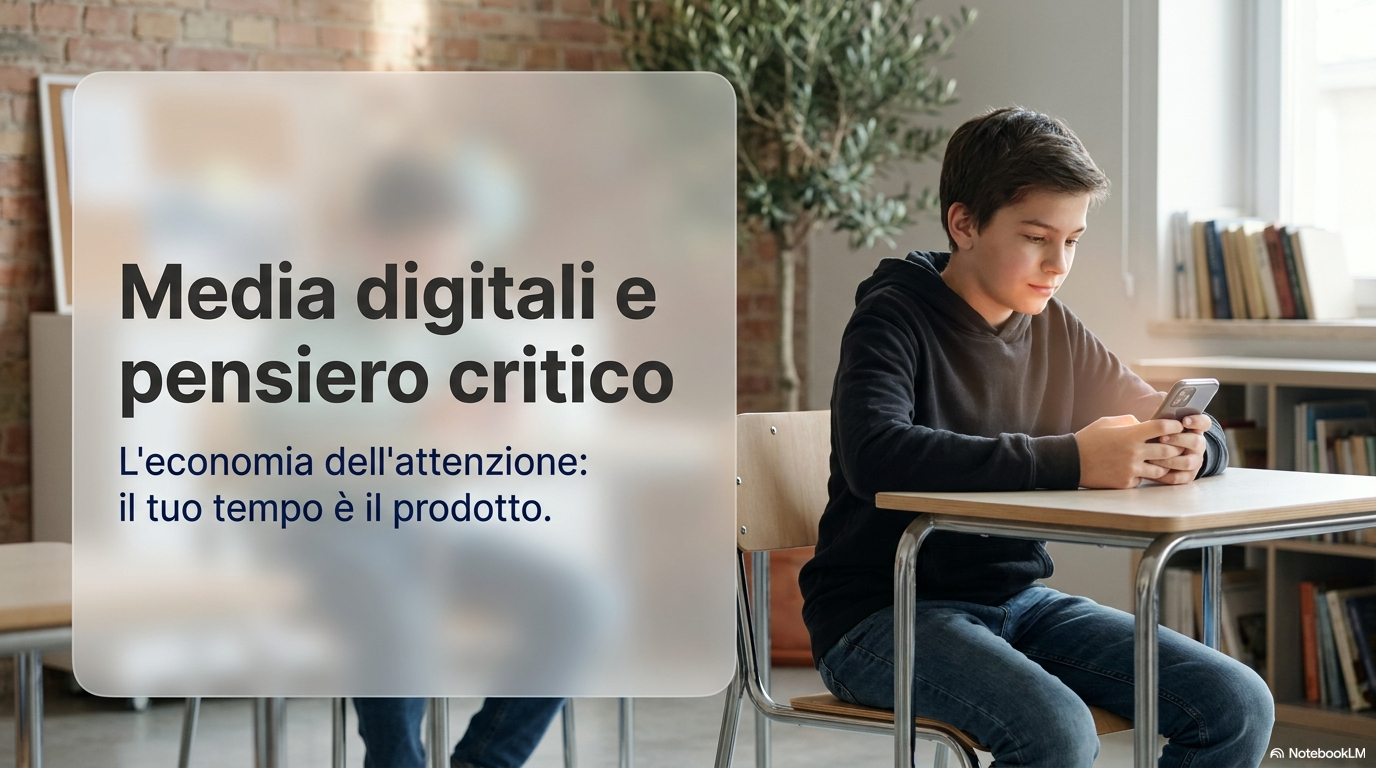 Media digitali e
pensiero critico
L'economia dell'attenzione:
il tuo tempo è il prodotto.
NotebookLM